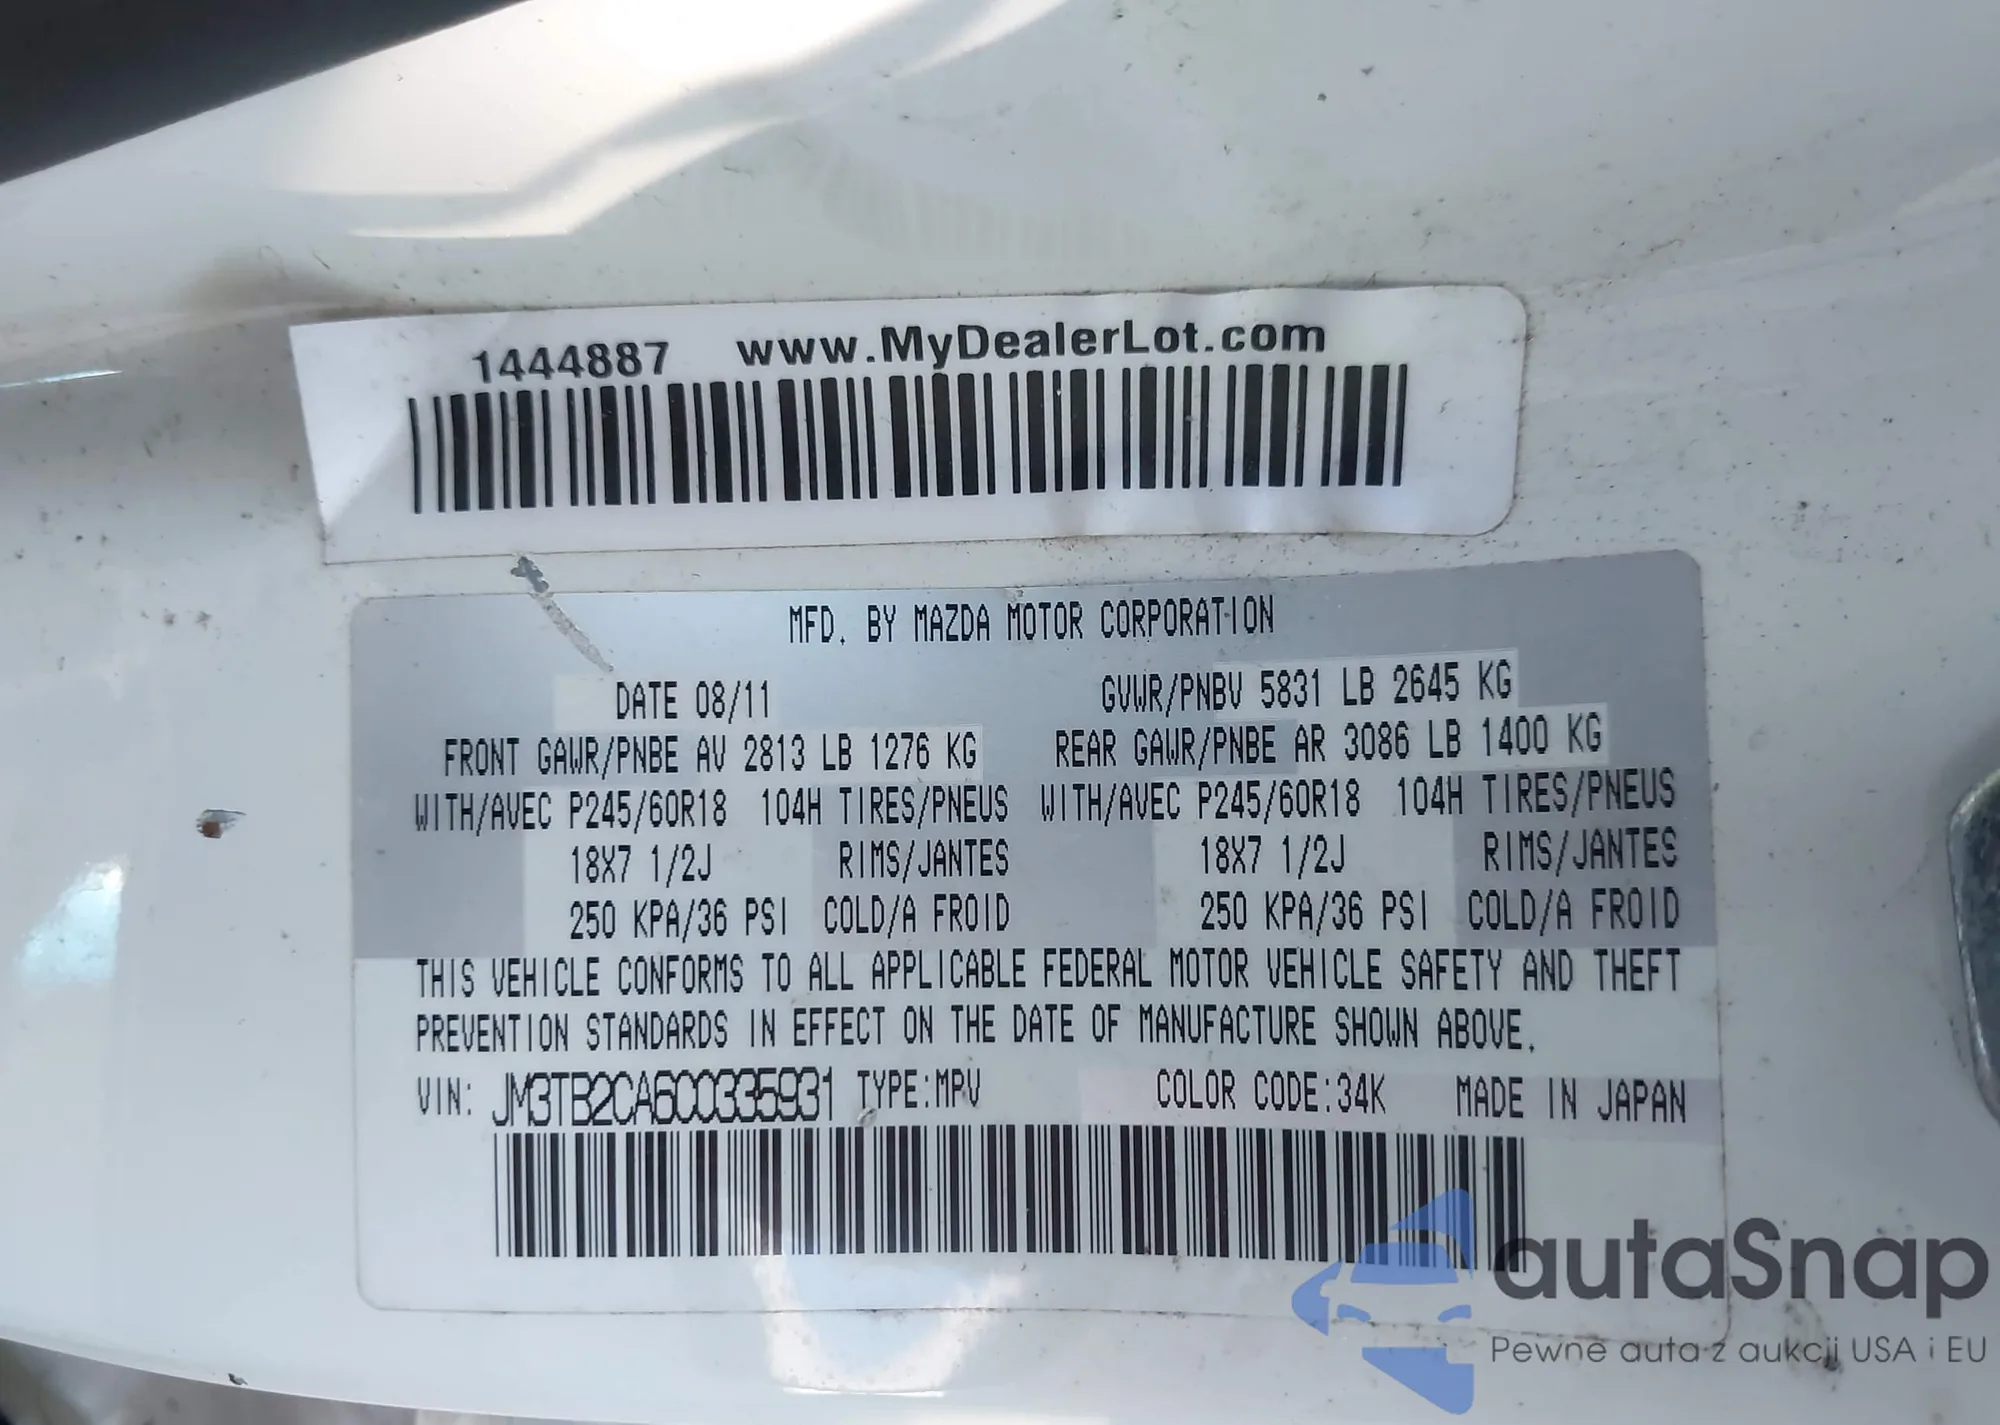 1444887 www.MyDealerLot.com
MFD. BY MAZDA MOTOR CORPORATION
DATE 08/11 GVWR/PNBV 5831 LB 2645 KG
FRONT GAWR/PNBE AV 2813 LB 1276 KG REAR GAWR/PNBE AR 3086 LB 1400 KG
WITH/AVEC P245/60R18 104H TIRES/PNEUS WITH/AVEC P245/60R18 104H TIRES/PNEUS
18X7 1/2J RIMS/JANTES 18X7 1/2J RIMS/JANTES
250 KPA/36 PSI COLD/A FROID 250 KPA/36 PSI COLD/A FROID
THIS VEHICLE CONFORMS TO ALL APPLICABLE FEDERAL MOTOR VEHICLE SAFETY AND THEFT
PREVENTION STANDARDS IN EFFECT ON THE DATE OF MANUFACTURE SHOWN ABOVE.
VIN: JM3TB2CA6C0335931 TYPE:MPV COLOR CODE:34K MADE IN JAPAN
autaSnap
Pewne auta z aukcji USA i EU